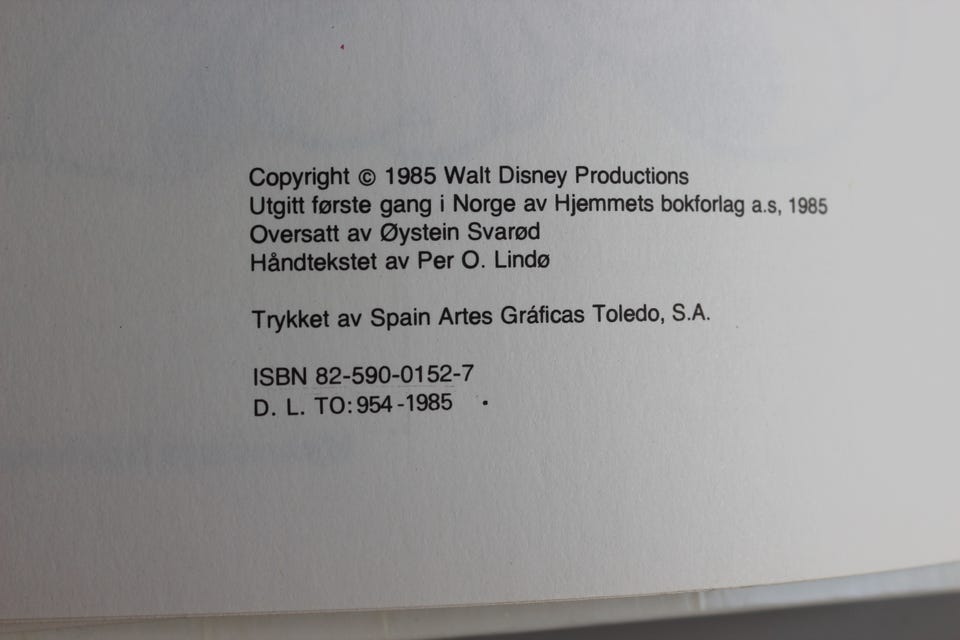 Copyright © 1985 Walt Disney Productions
Utgitt første gang i Norge av Hjemmets bokforlag a.s, 1985
Oversatt av Øystein Svarød
Håndtekstet av Per O. Lindø
Trykket av Spain Artes Gráficas Toledo, S.A.
ISBN 82-590-0152-7
D. L. TO: 954 -1985